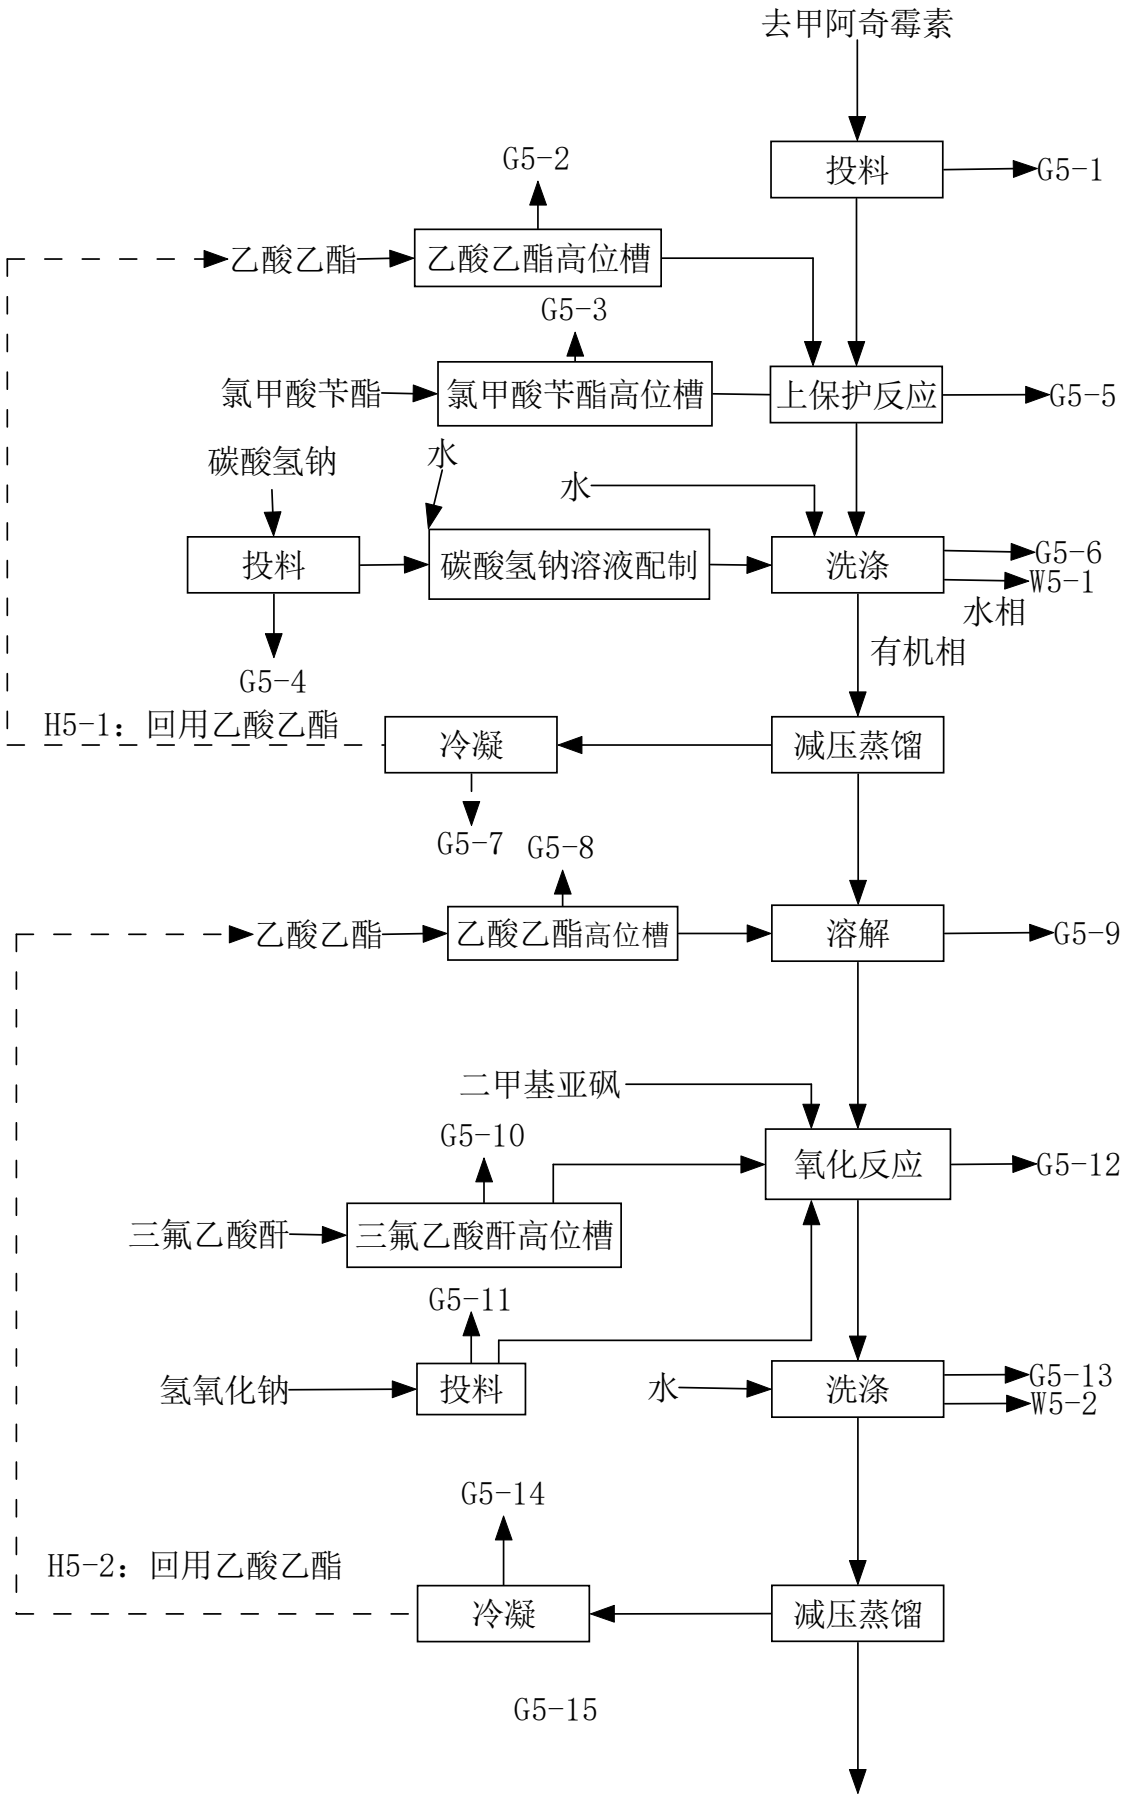 去甲阿奇霉素
投料
G5-1
G5-2
乙酸乙酯
乙酸乙酯高位槽
G5-3
氯甲酸苄酯
氯甲酸苄酯高位槽
上保护反应
G5-5
碳酸氢钠
水
水
投料
碳酸氢钠溶液配制
洗涤
G5-6
W5-1
水相
有机相
G5-4
H5-1：回用乙酸乙酯
冷凝
减压蒸馏
G5-7
G5-8
乙酸乙酯
乙酸乙酯高位槽
溶解
G5-9
二甲基亚砜
G5-10
氧化反应
G5-12
三氟乙酸酐
三氟乙酸酐高位槽
G5-11
氢氧化钠
投料
水
洗涤
G5-13
W5-2
G5-14
H5-2：回用乙酸乙酯
冷凝
减压蒸馏
G5-15